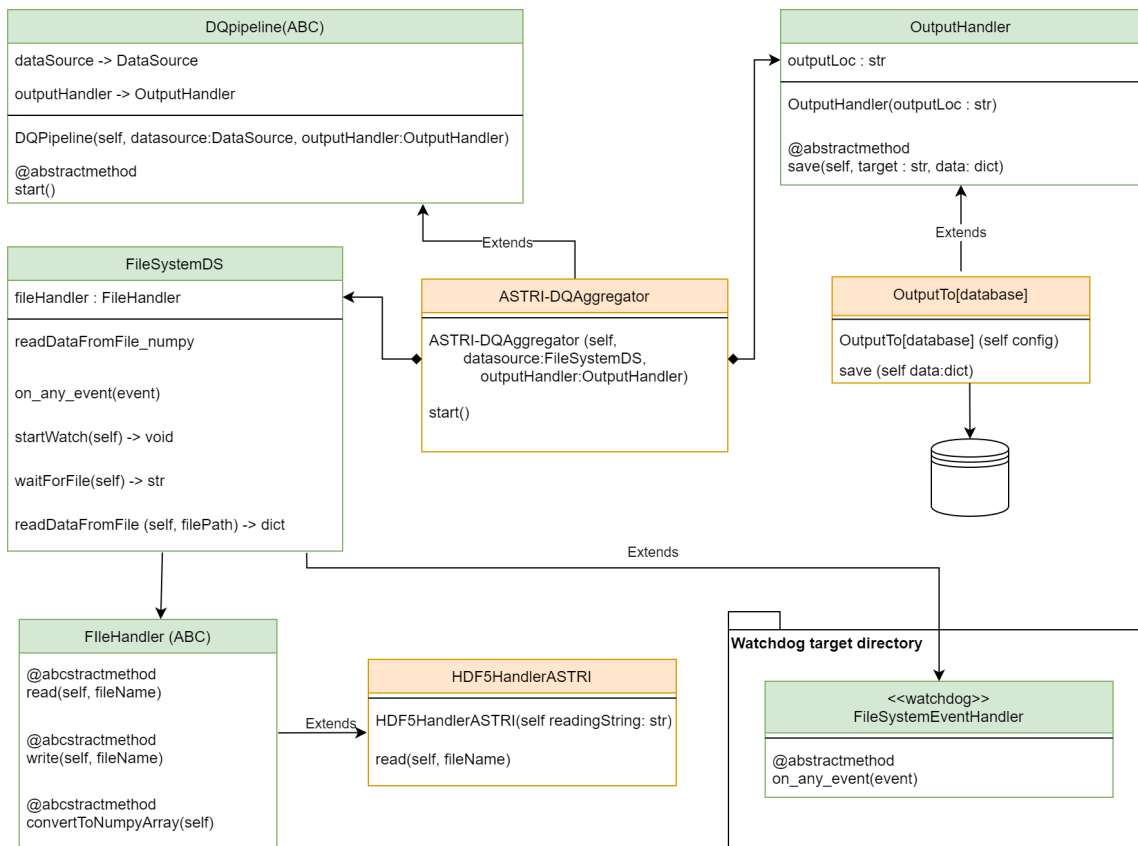 DQpipeline(ABC)
dataSource -> DataSource
outputHandler -> OutputHandler
DQPipeline(self, datasource:DataSource, outputHandler:OutputHandler)
@abstractmethod
start()
OutputHandler
outputLoc : str
OutputHandler(outputLoc : str)
@abstractmethod
save(self, target : str, data: dict)
Extends
Extends
FileSystemDS
fileHandler : FileHandler
readDataFromFile_numpy
on_any_event(event)
startWatch(self) -> void
waitForFile(self) -> str
readDataFromFile (self, filePath) -> dict
ASTRI-DQAggregator
ASTRI-DQAggregator (self,
datasource:FileSystemDS,
outputHandler:OutputHandler)
start()
OutputTo[database]
OutputTo[database] (self config)
save (self data:dict)
Extends
FIleHandler (ABC)
@abcstractmethod
read(self, fileName)
@abcstractmethod
write(self, fileName)
@abcstractmethod
convertToNumpyArray(self)
Extends
HDF5HandlerASTRI
HDF5HandlerASTRI(self readingString: str)
read(self, fileName)
Watchdog target directory
<<watchdog>>
FileSystemEventHandler
@abstractmethod
on_any_event(event)